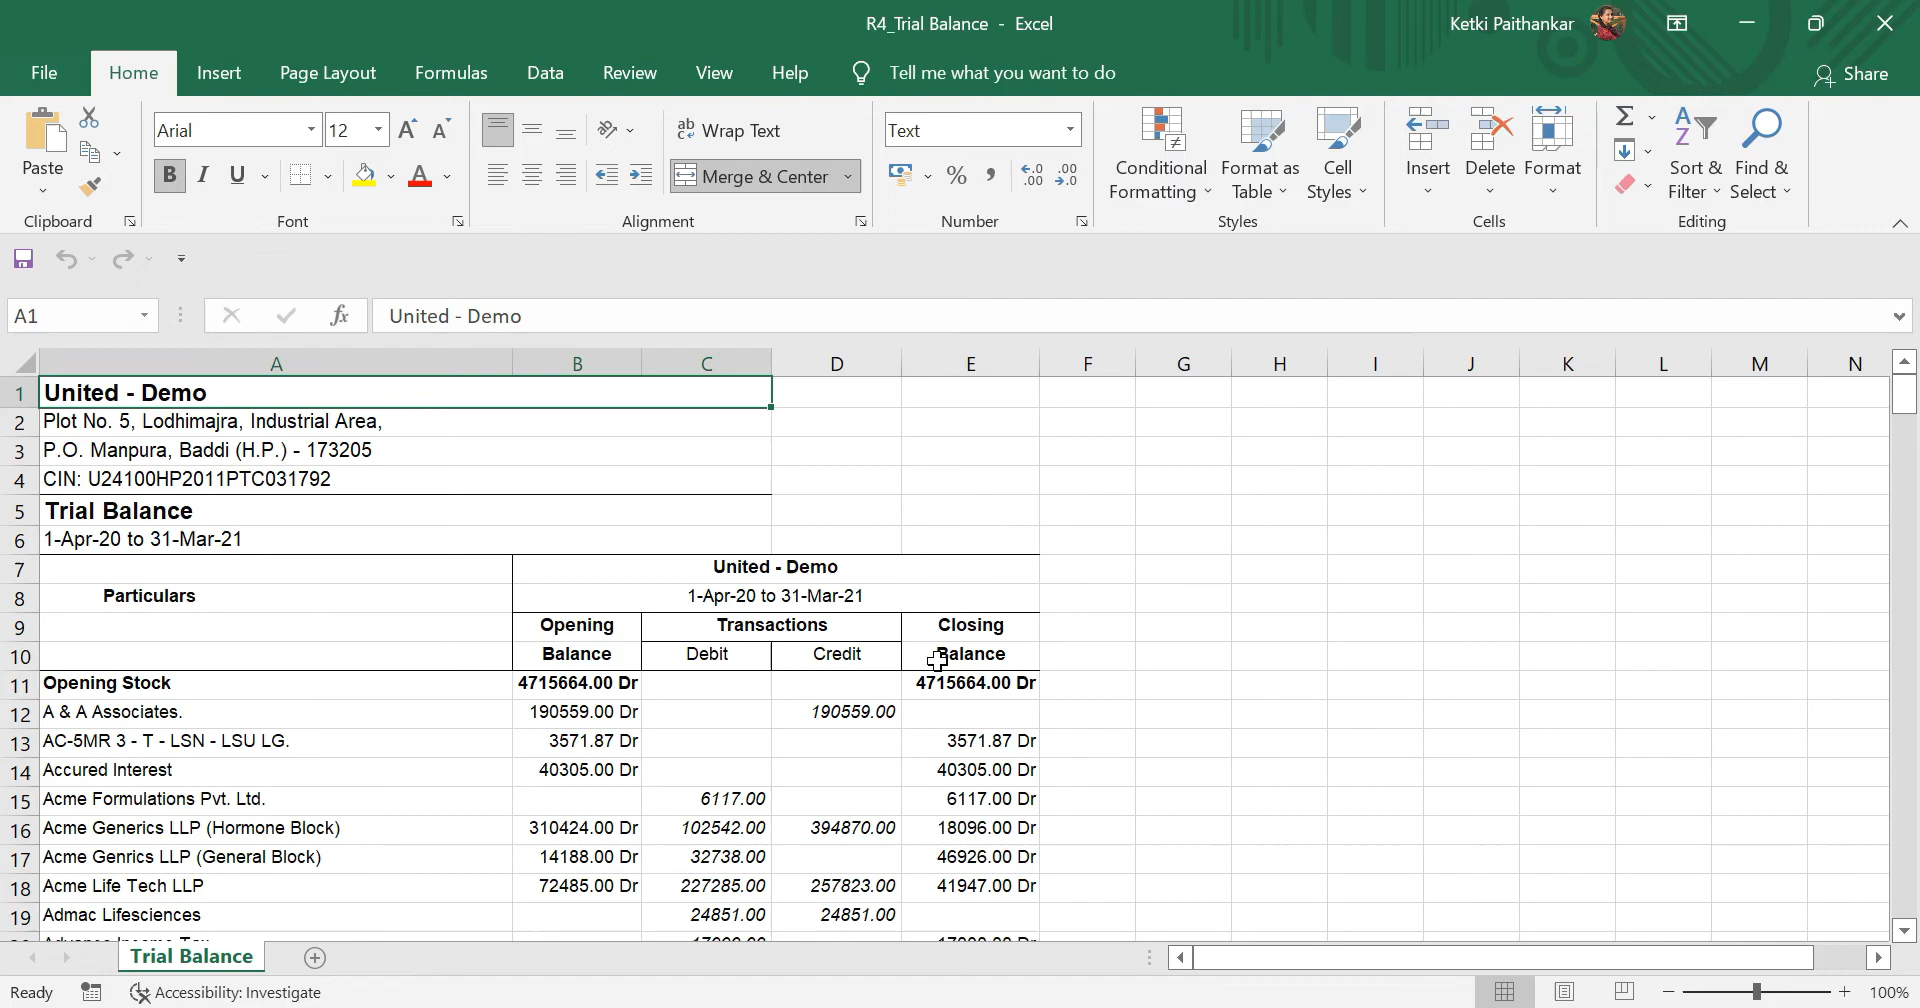 R4_Trial Balance - Excel
Ketki Paithankar
File Home Insert Page Layout Formulas Data Review View Help Tell me what you want to do Share
Paste
Clipboard
Arial 12
B I U
Font
Wrap Text
Merge & Center
Alignment
Text
Number
Conditional Formatting
Format as Table
Cell Styles
Styles
Insert Delete Format
Cells
Sort & Filter
Find & Select
Editing
A1 fx United - Demo
A B C D E F G H I J K L M N
1 United - Demo
2 Plot No. 5, Lodhimajra, Industrial Area,
3 P.O. Manpura, Baddi (H.P.) - 173205
4 CIN: U24100HP2011PTC031792
5 Trial Balance
6 1-Apr-20 to 31-Mar-21
7 United - Demo
8 Particulars 1-Apr-20 to 31-Mar-21
9 Opening Transactions Closing
10 Balance Debit Credit Balance
11 Opening Stock 4715664.00 Dr 4715664.00 Dr
12 A & A Associates. 190559.00 Dr 190559.00
13 AC-5MR 3 - T - LSN - LSU LG. 3571.87 Dr 3571.87 Dr
14 Accured Interest 40305.00 Dr 40305.00 Dr
15 Acme Formulations Pvt. Ltd. 6117.00 6117.00 Dr
16 Acme Generics LLP (Hormone Block) 310424.00 Dr 102542.00 394870.00 18096.00 Dr
17 Acme Genrics LLP (General Block) 14188.00 Dr 32738.00 46926.00 Dr
18 Acme Life Tech LLP 72485.00 Dr 227285.00 257823.00 41947.00 Dr
19 Admac Lifesciences 24851.00 24851.00
Trial Balance
Ready Accessibility: Investigate 100%